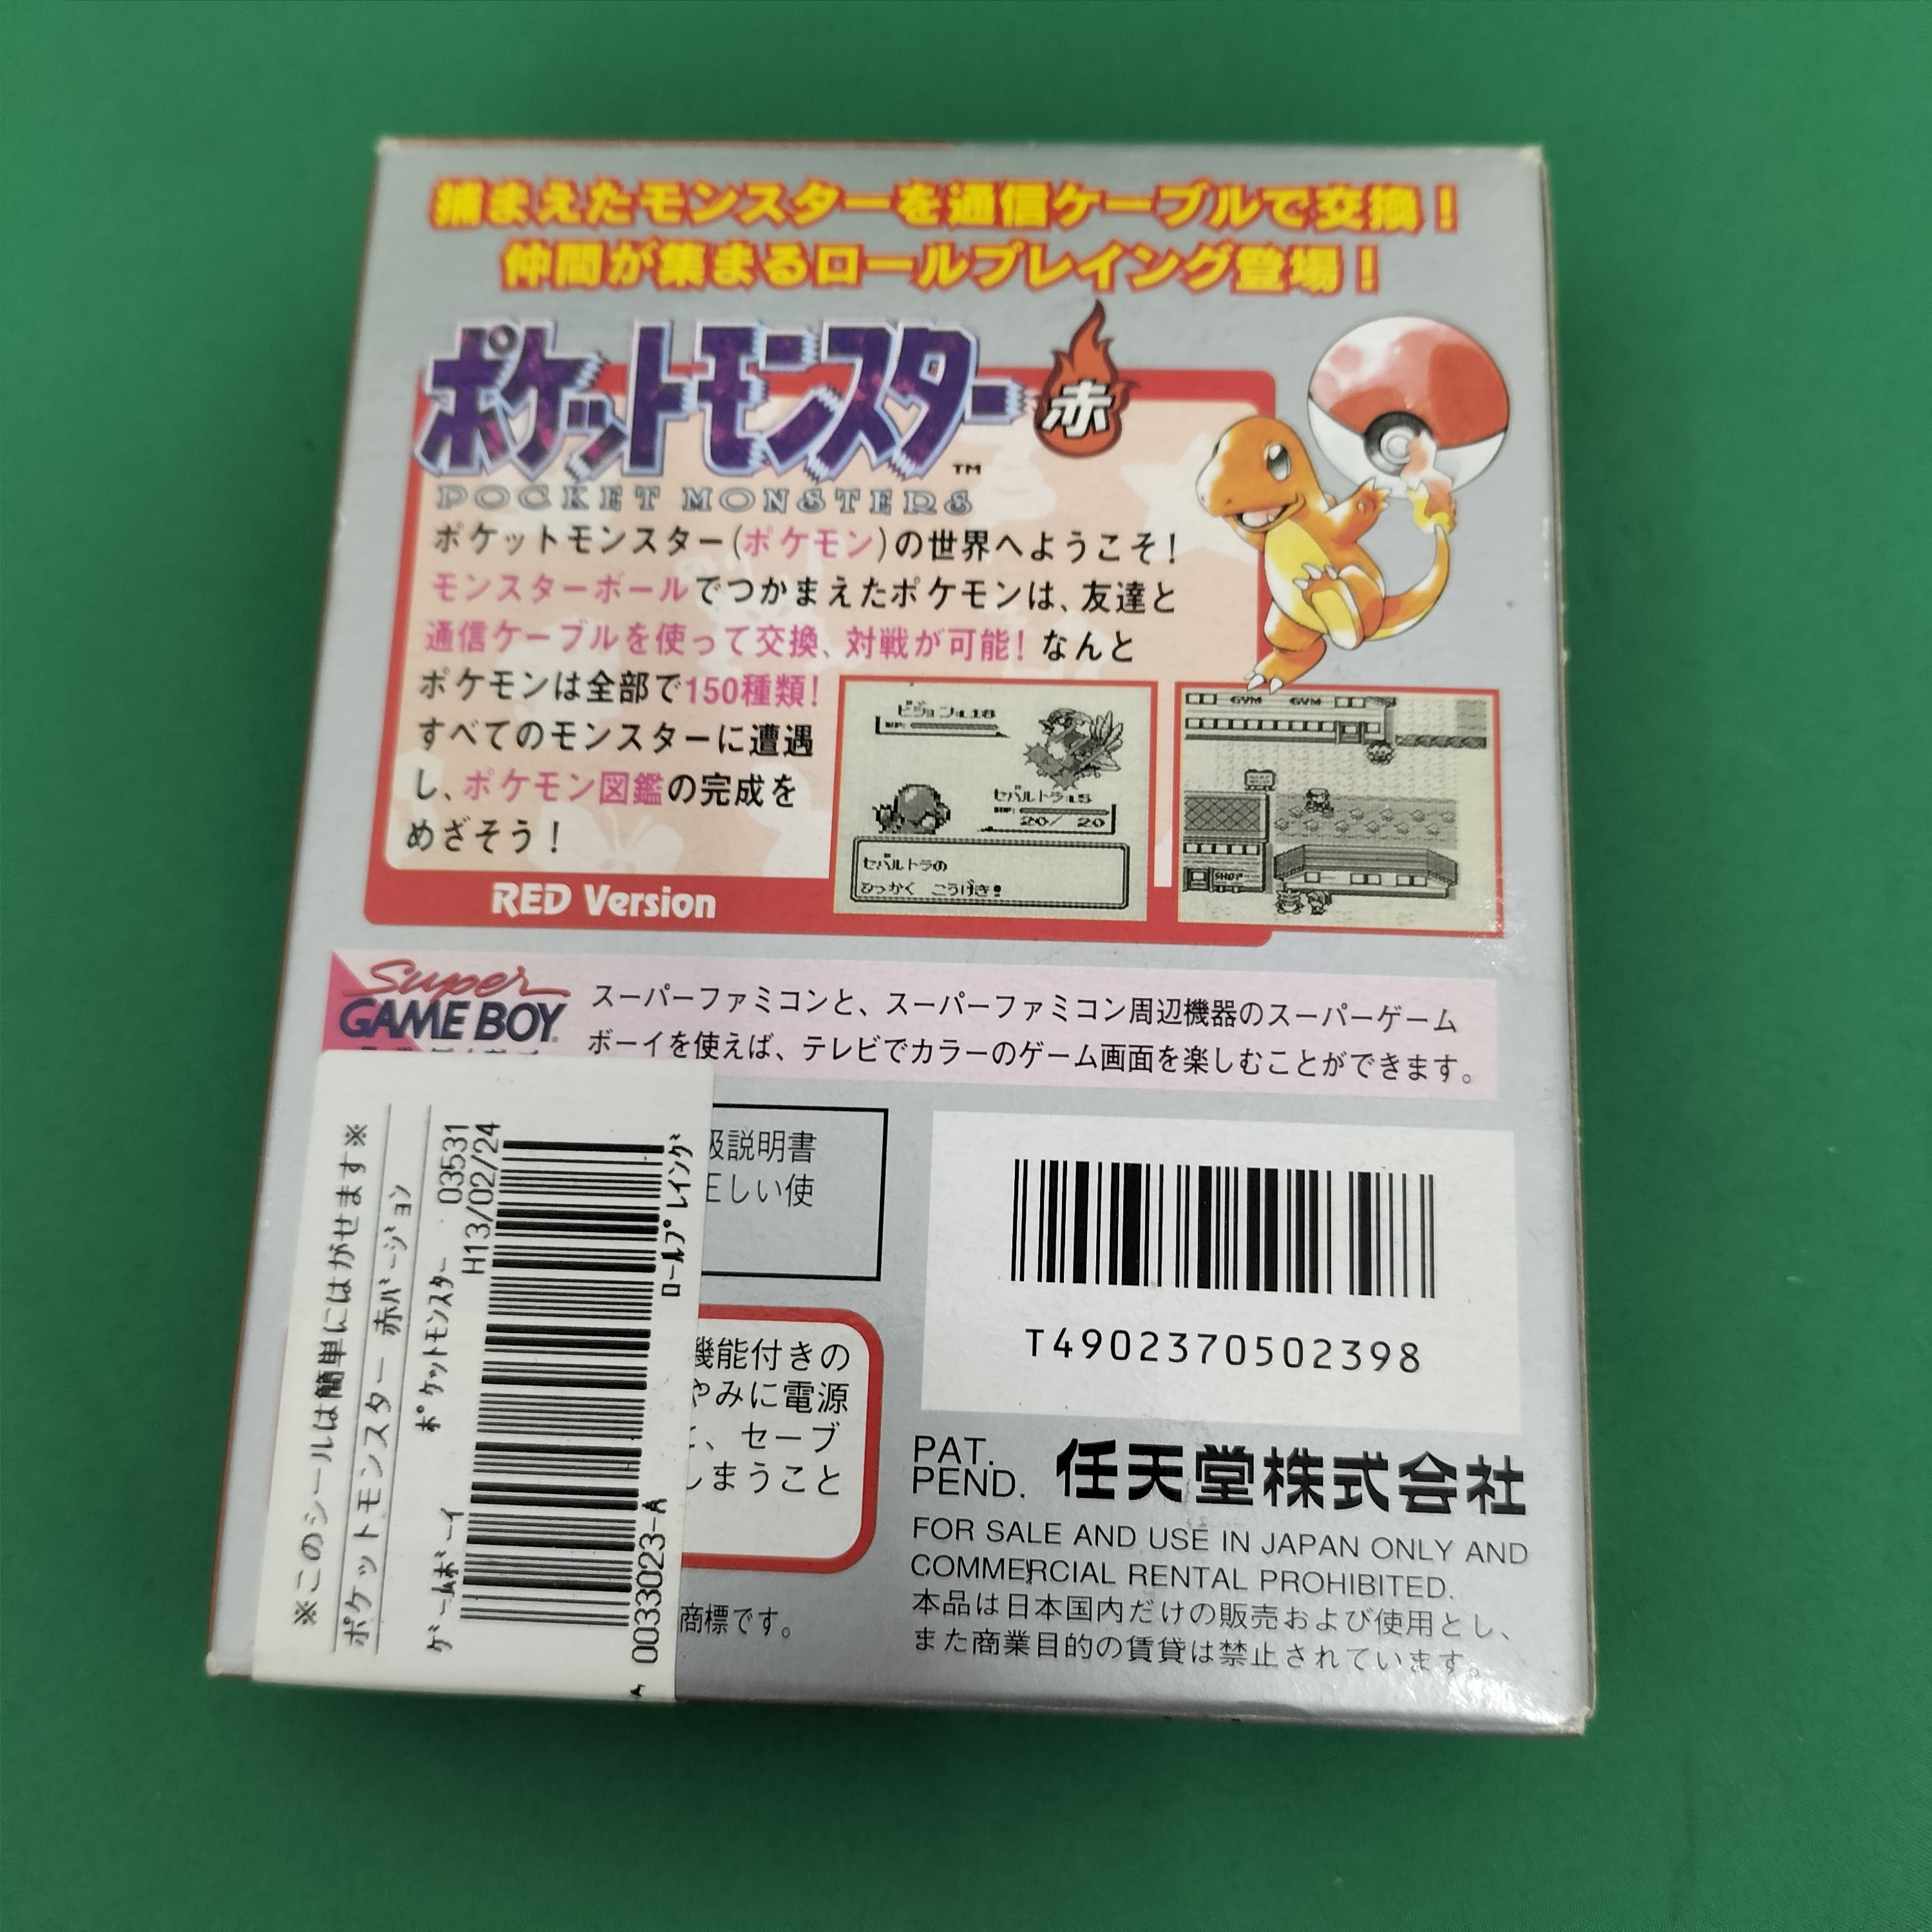 捕まえたモンスターを通信ケーブルで交換！
仲間が集まるロールプレイング登場！
ポケットモンスター 赤
TM
POCKET MONSTERS
ポケットモンスター(ポケモン)の世界へようこそ！
モンスターボールでつかまえたポケモンは、友達と
通信ケーブルを使って交換、対戦が可能！なんと
ポケモンは全部で150種類！
すべてのモンスターに遭遇
し、ポケモン図鑑の完成を
めざそう！
RED Version
ピジョン :L18
HP:
セバルトラ :L5
HP:
20/ 20
セバルトラの
ひっかく こうげき！
GYM GYM
SHOP
Super
GAME BOY
スーパーファミコンと、スーパーファミコン周辺機器のスーパーゲーム
ボーイを使えば、テレビでカラーのゲーム画面を楽しむことができます。
※このシールは簡単にはがせます※
ポケットモンスター 赤バージョン
ポケットモンスター 03531
ゲームボーイ H13/02/24
ロールプレイング
A 0033023-A
扱説明書
正しい使
機能付きの
やみに電源
と、セーブ
しまうこと
商標です。
T4902370502398
PAT.
PEND.
任天堂株式会社
FOR SALE AND USE IN JAPAN ONLY AND
COMMERCIAL RENTAL PROHIBITED.
本品は日本国内だけの販売および使用とし、
また商業目的の賃貸は禁止されています。